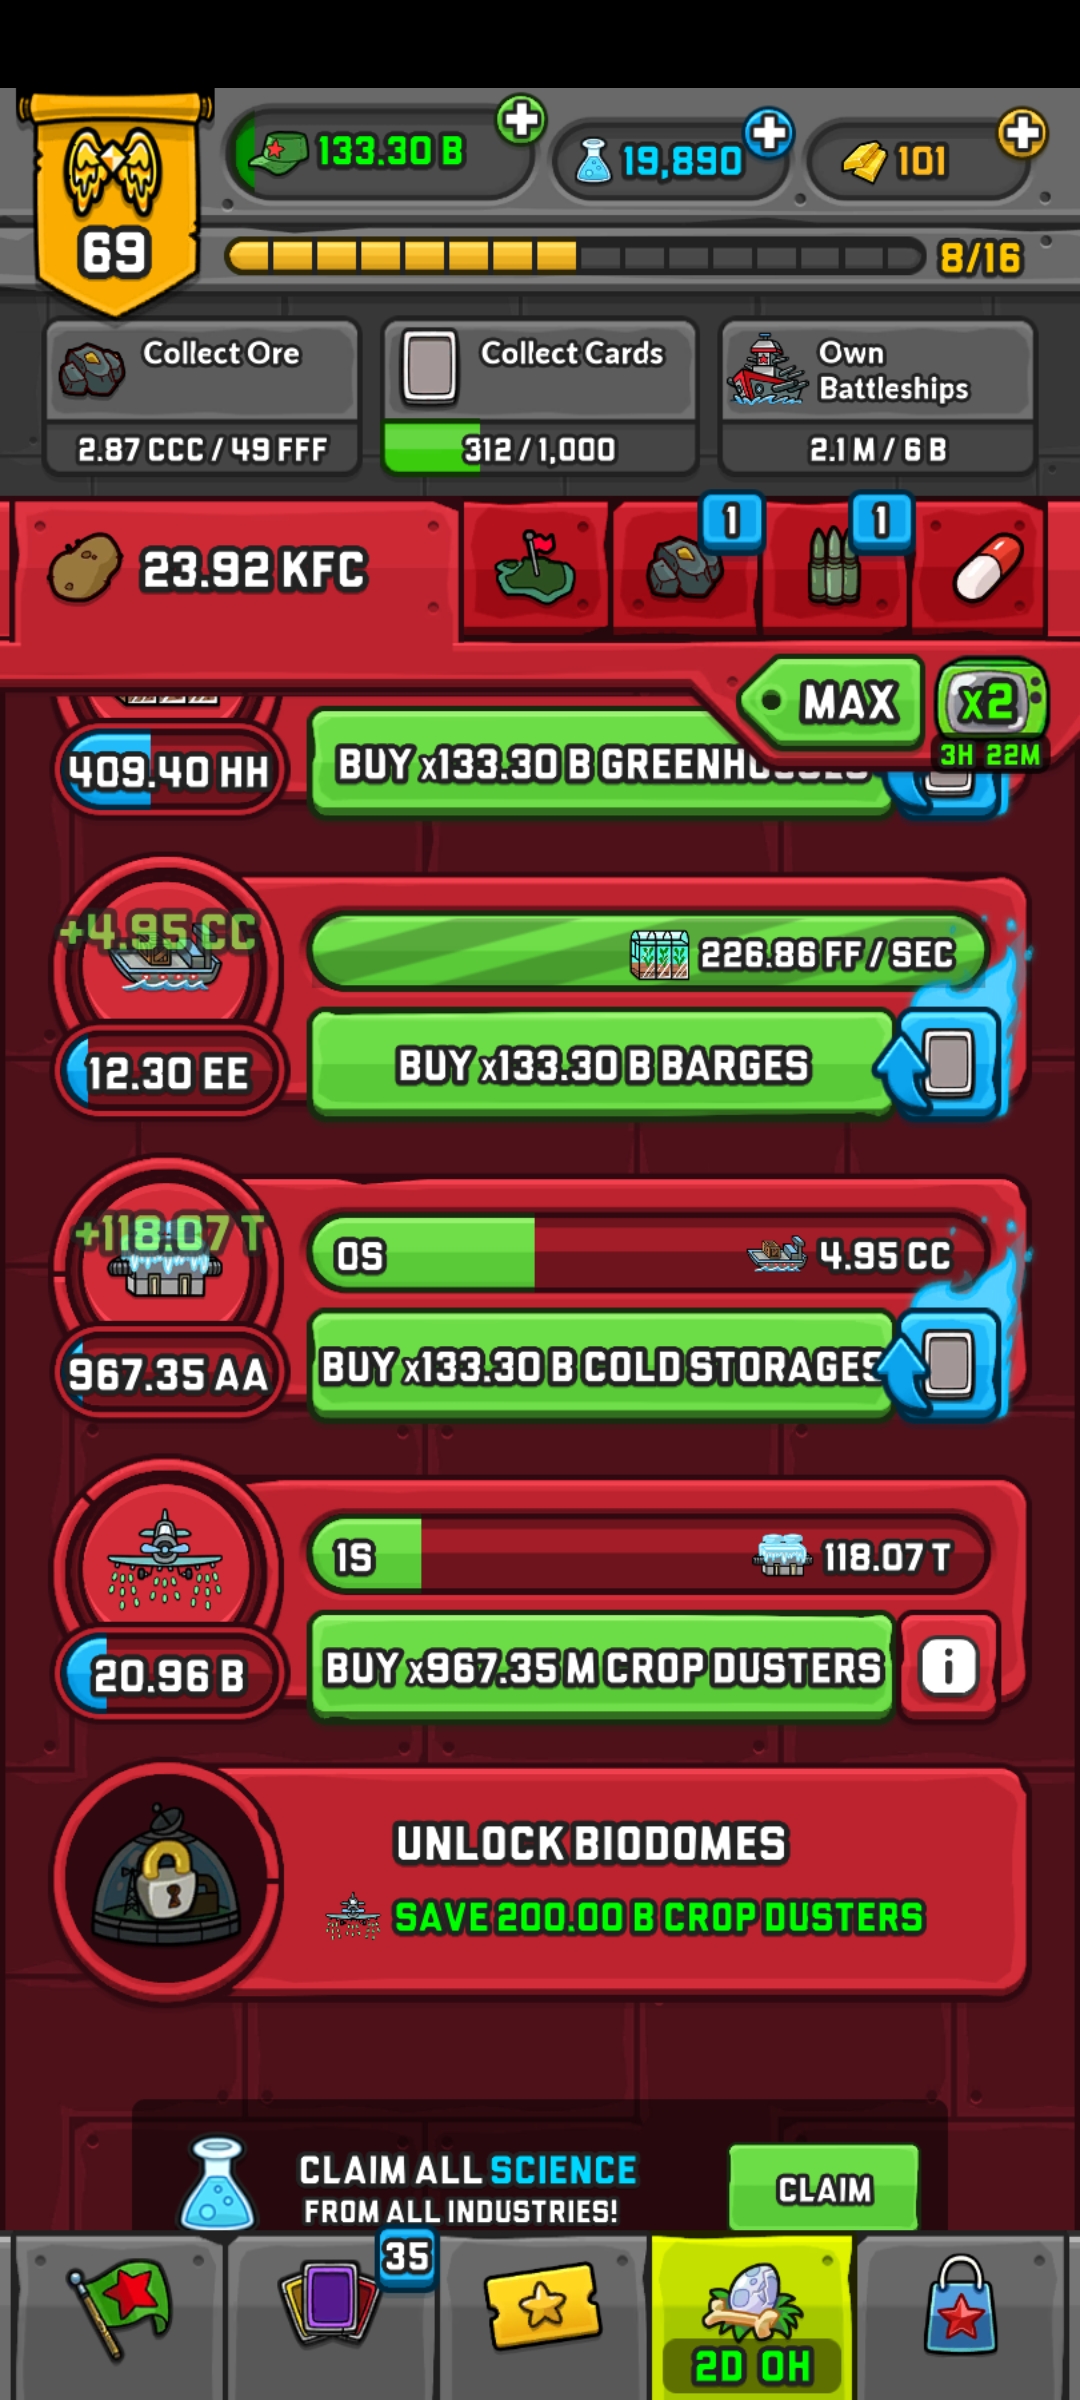 133.30 B
19,890
101
69
8/16
Collect Ore
2.87 CCC / 49 FFF
Collect Cards
312 / 1,000
Own
Battleships
2.1 M / 6 B
23.92 KFC
1
1
MAX
x2
3H 22M
409.40 HH
BUY x133.30 B GREENHOUSES
+4.95 CC
226.86 FF / SEC
12.30 EE
BUY x133.30 B BARGES
+118.07 T
0S
4.95 CC
967.35 AA
BUY x133.30 B COLD STORAGES
1S
118.07 T
20.96 B
BUY x967.35 M CROP DUSTERS
i
UNLOCK BIODOMES
SAVE 200.00 B CROP DUSTERS
CLAIM ALL SCIENCE
FROM ALL INDUSTRIES!
CLAIM
35
2D 0H